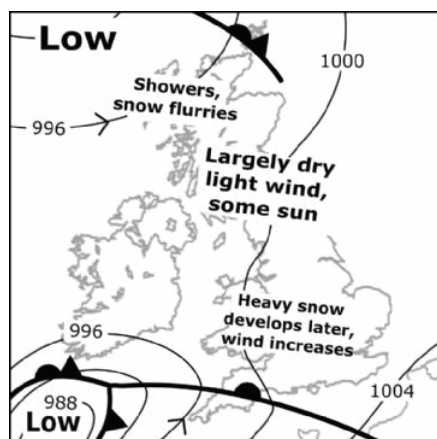 Low
1000
Showers,
snow flurries
996
Largely dry
light wind,
some sun
Heavy snow
develops later,
wind increases
996
1004
988
Low